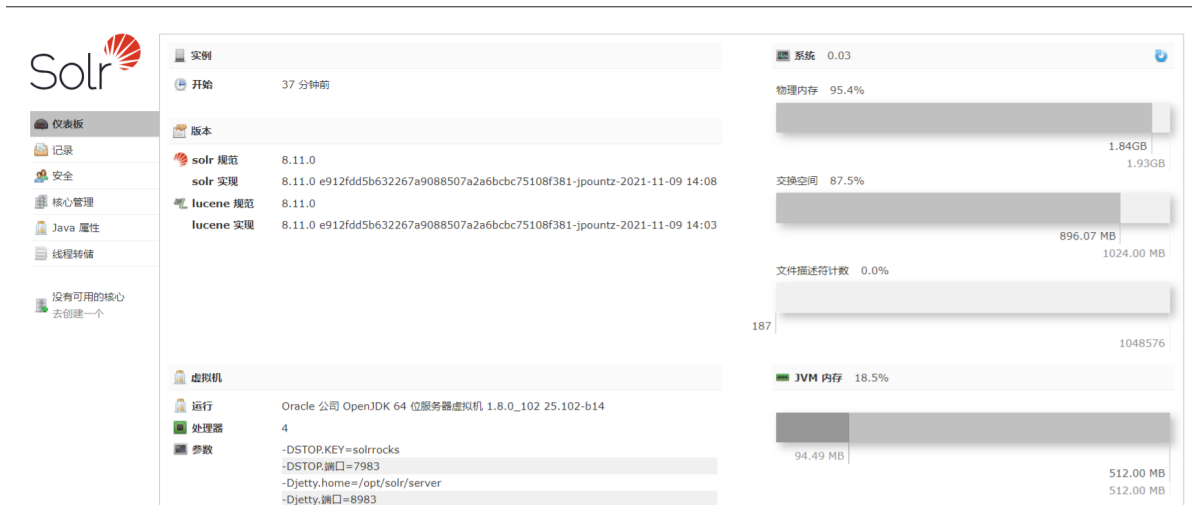 Solr
仪表板
记录
安全
核心管理
Java 属性
线程转储
没有可用的核心
去创建一个
实例
开始 37 分钟前
版本
solr 规范 8.11.0
solr 实现 8.11.0 e912fdd5b632267a9088507a2a6bcbc75108f381-jpountz-2021-11-09 14:08
lucene 规范 8.11.0
lucene 实现 8.11.0 e912fdd5b632267a9088507a2a6bcbc75108f381-jpountz-2021-11-09 14:03
虚拟机
运行 Oracle 公司 OpenJDK 64 位服务器虚拟机 1.8.0_102 25.102-b14
处理器 4
参数 -DSTOP.KEY=solrrocks
-DSTOP.端口=7983
-Djetty.home=/opt/solr/server
-Djetty.端口=8983
系统 0.03
物理内存 95.4%
1.84GB
1.93GB
交换空间 87.5%
896.07 MB
1024.00 MB
文件描述符计数 0.0%
187
1048576
JVM 内存 18.5%
94.49 MB
512.00 MB
512.00 MB